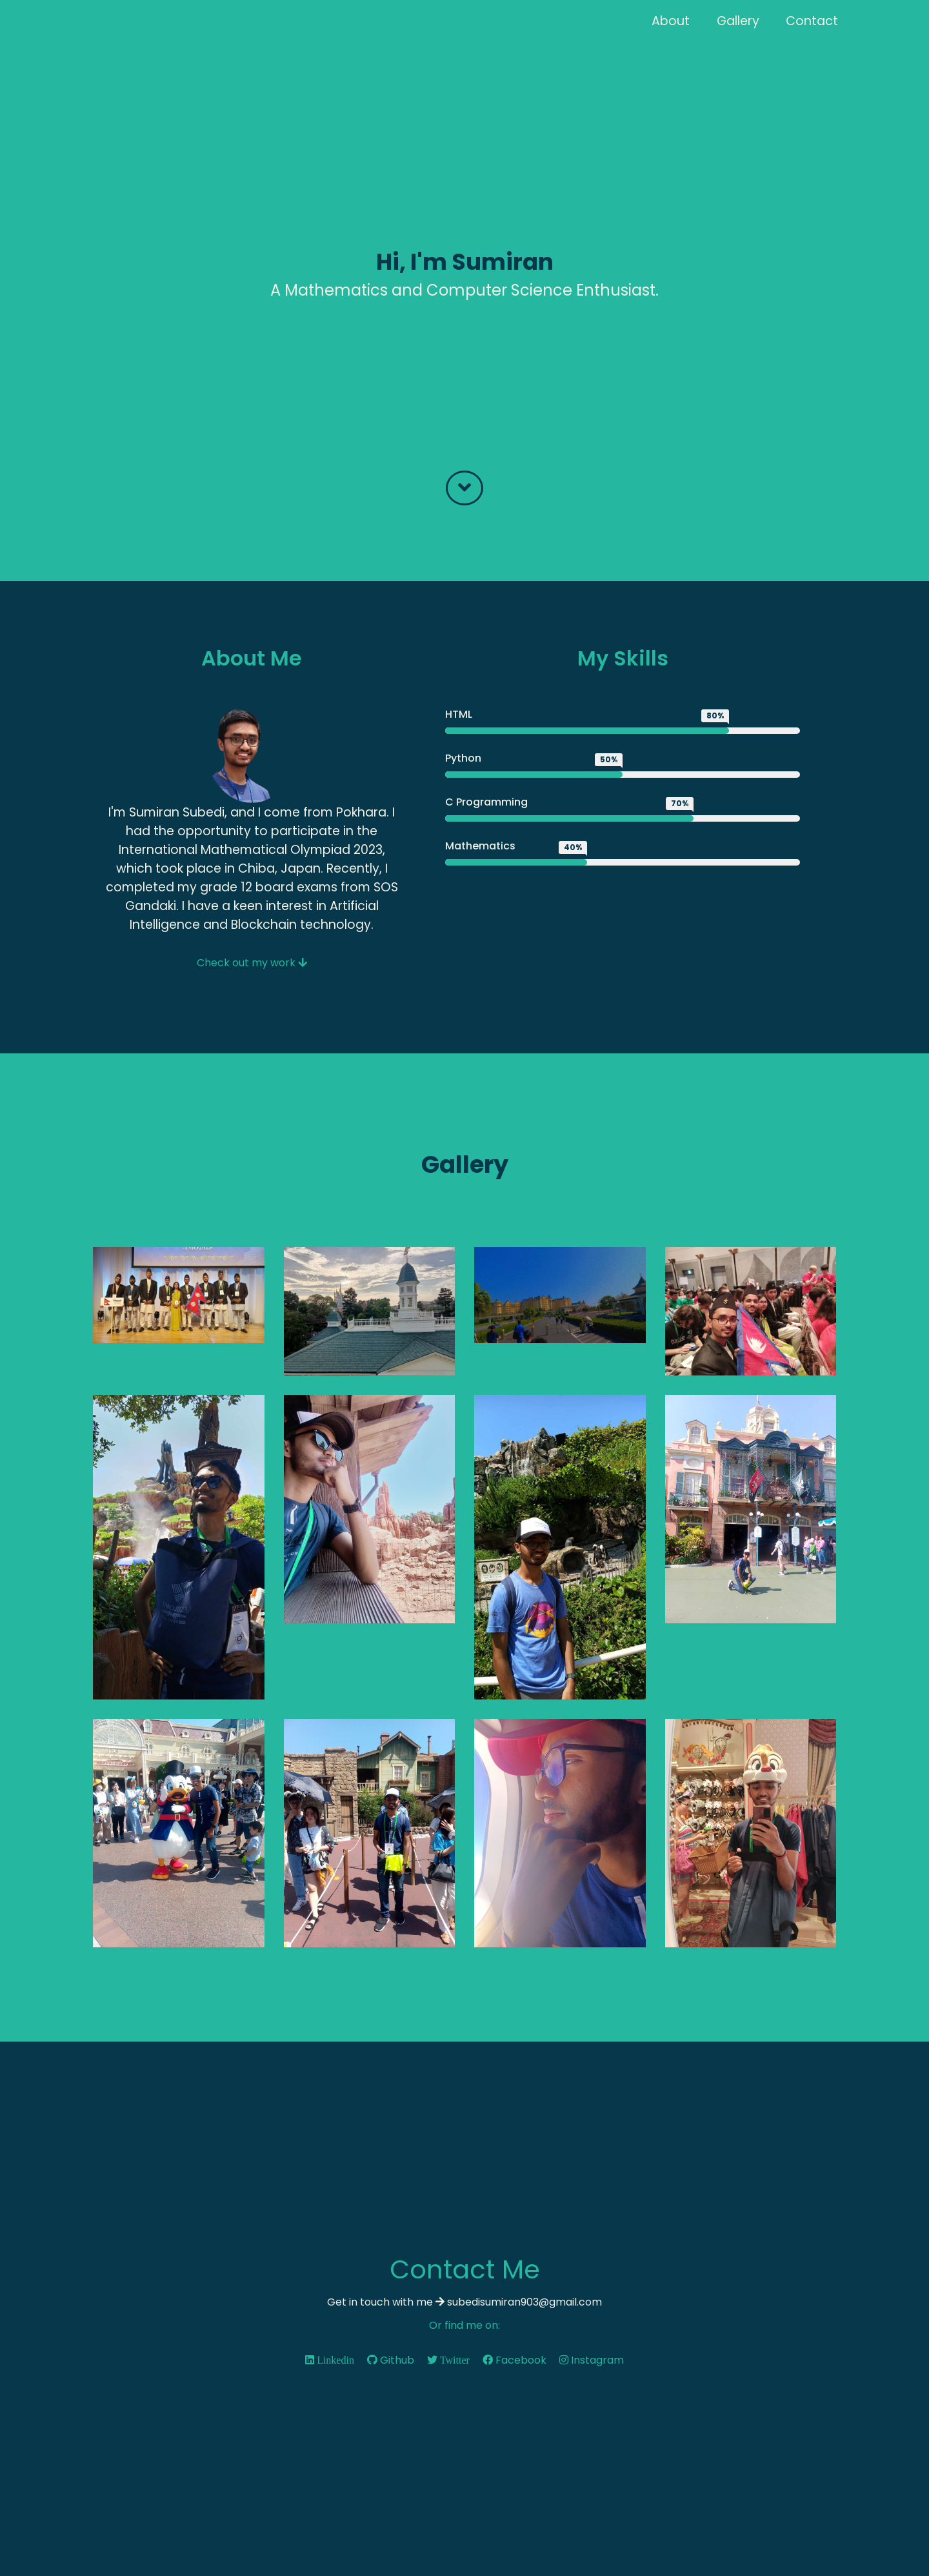 About Gallery Contact
Hi, I'm Sumiran
A Mathematics and Computer Science Enthusiast.
About Me
I'm Sumiran Subedi, and I come from Pokhara. I
had the opportunity to participate in the
International Mathematical Olympiad 2023,
which took place in Chiba, Japan. Recently, I
completed my grade 12 board exams from SOS
Gandaki. I have a keen interest in Artificial
Intelligence and Blockchain technology.
Check out my work
My Skills
HTML 80%
Python 50%
C Programming 70%
Mathematics 40%
Gallery
Contact Me
Get in touch with me subedisumiran903@gmail.com
Or find me on:
Linkedin Github Twitter Facebook Instagram